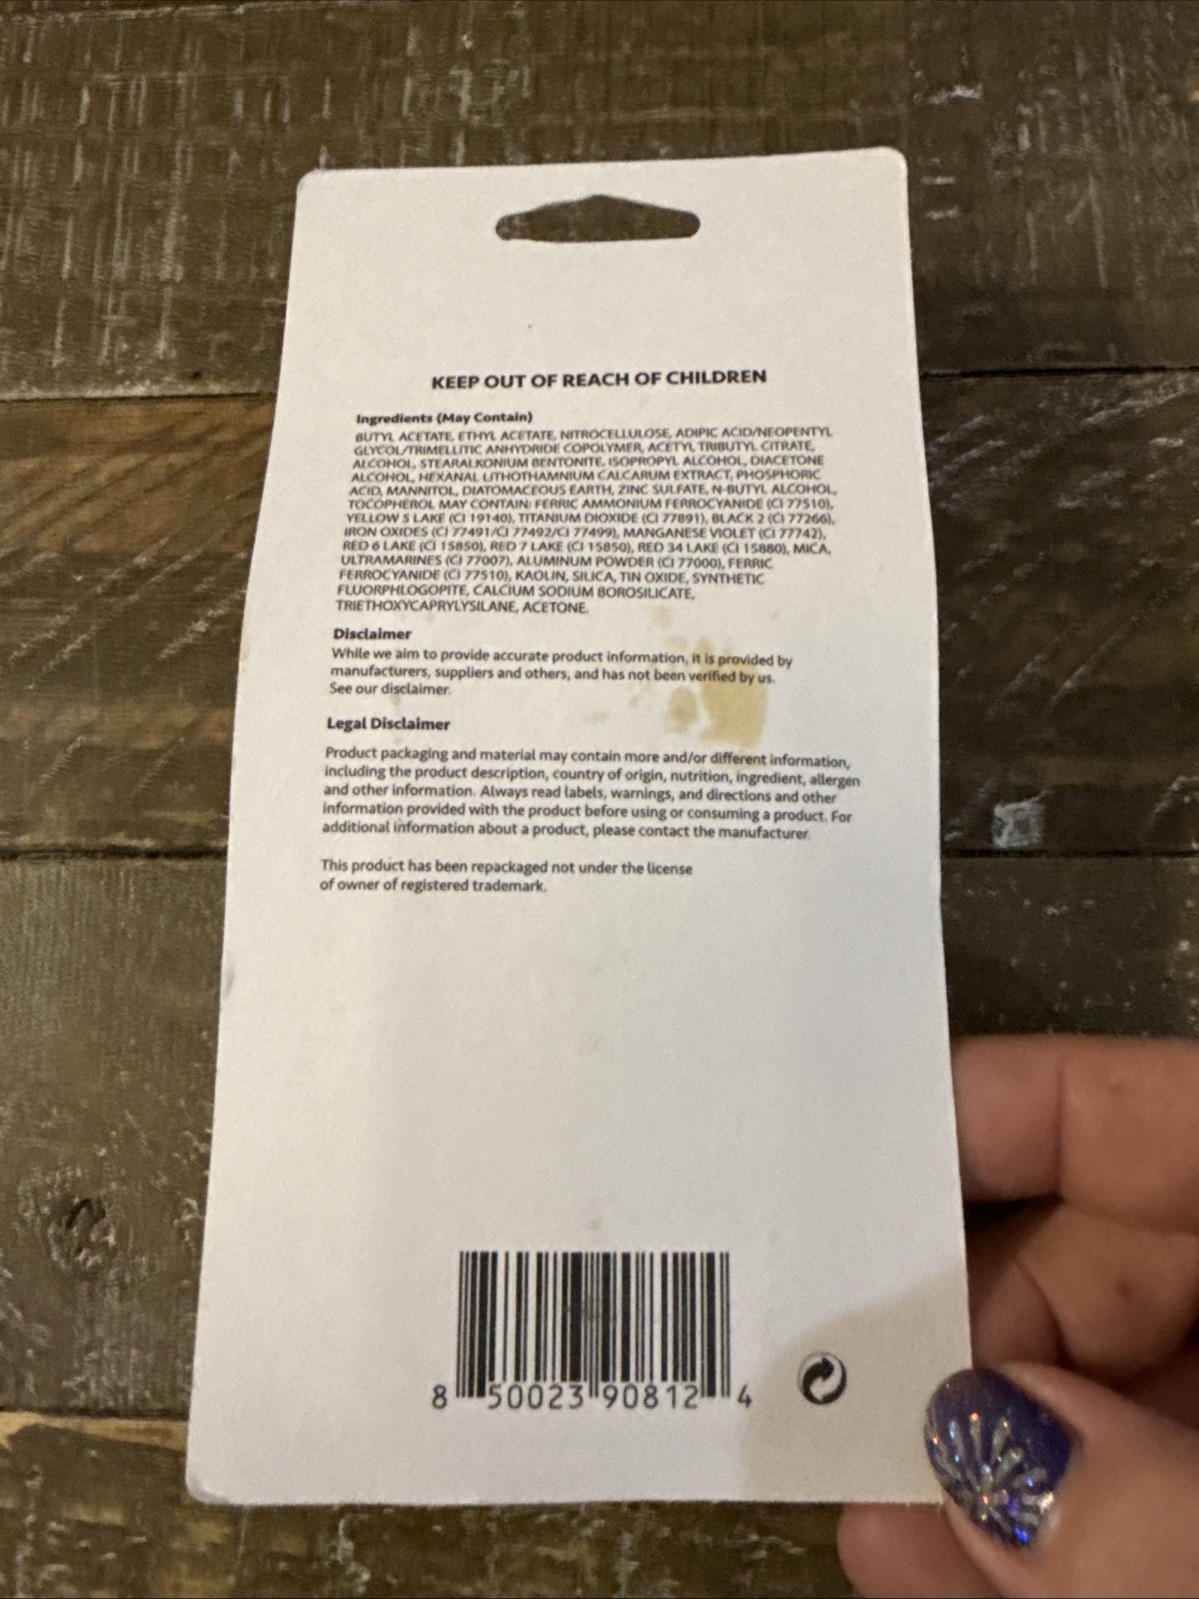 KEEP OUT OF REACH OF CHILDREN
Ingredients (May Contain)
BUTYL ACETATE, ETHYL ACETATE, NITROCELLULOSE, ADIPIC ACID/NEOPENTYL
GLYCOL/TRIMELLITIC ANHYDRIDE COPOLYMER, ACETYL TRIBUTYL CITRATE,
ALCOHOL, STEARALKONIUM BENTONITE, ISOPROPYL ALCOHOL, DIACETONE
ALCOHOL, HEXANAL LITHOTHAMNIUM CALCARUM EXTRACT, PHOSPHORIC
ACID, MANNITOL, DIATOMACEOUS EARTH, ZINC SULFATE, N-BUTYL ALCOHOL,
TOCOPHEROL MAY CONTAIN: FERRIC AMMONIUM FERROCYANIDE (CI 77510),
YELLOW 5 LAKE (CI 19140), TITANIUM DIOXIDE (CI 77891), BLACK 2 (CI 77266),
IRON OXIDES (CI 77491/CI 77492/CI 77499), MANGANESE VIOLET (CI 77742),
RED 6 LAKE (CI 15850), RED 7 LAKE (CI 15850), RED 34 LAKE (CI 15880), MICA,
ULTRAMARINES (CI 77007), ALUMINUM POWDER (CI 77000), FERRIC
FERROCYANIDE (CI 77510), KAOLIN, SILICA, TIN OXIDE, SYNTHETIC
FLUORPHLOGOPITE, CALCIUM SODIUM BOROSILICATE,
TRIETHOXYCAPRYLYSILANE, ACETONE.
Disclaimer
While we aim to provide accurate product information, it is provided by
manufacturers, suppliers and others, and has not been verified by us.
See our disclaimer.
Legal Disclaimer
Product packaging and material may contain more and/or different information,
including the product description, country of origin, nutrition, ingredient, allergen
and other information. Always read labels, warnings, and directions and other
information provided with the product before using or consuming a product. For
additional information about a product, please contact the manufacturer.
This product has been repackaged not under the license
of owner of registered trademark.
8 50023 90812 4